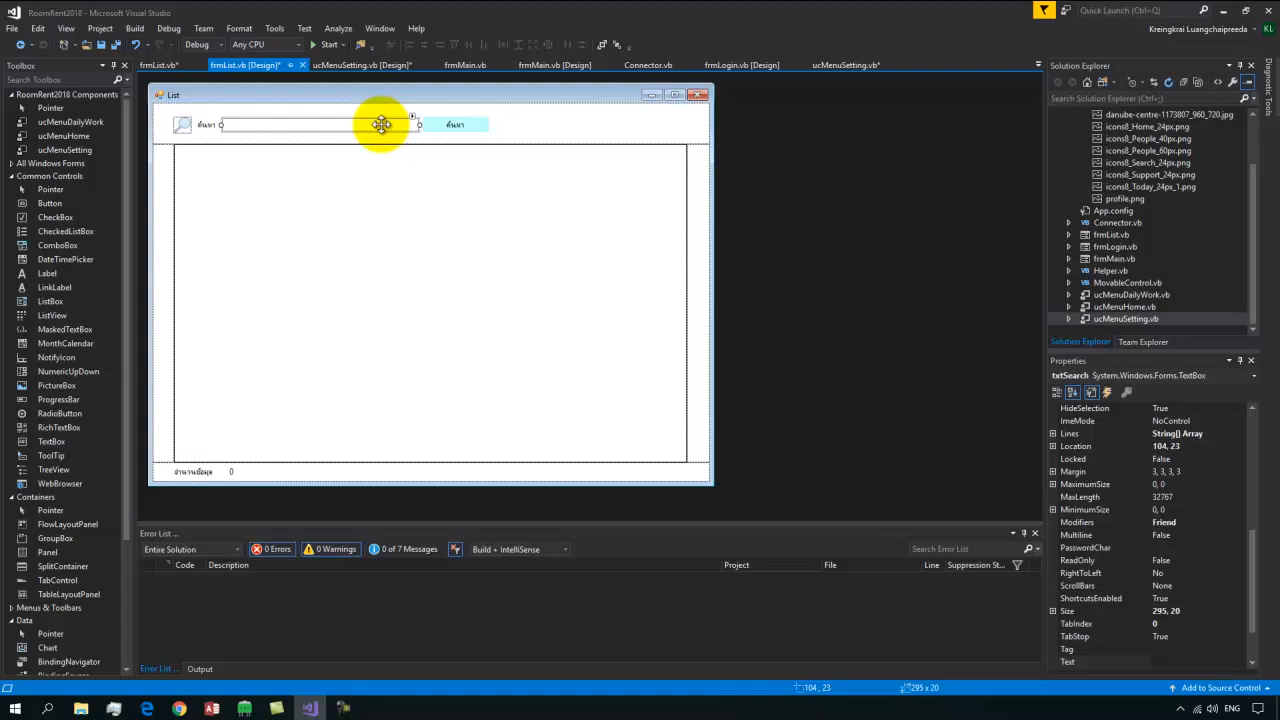 RoomRent2018 - Microsoft Visual Studio
Quick Launch (Ctrl+Q)
File Edit View Project Build Debug Team Format Tools Test Analyze Window Help
Kreingkrai Luangchaipreeda KL
Debug Any CPU Start
Toolbox
Search Toolbox
RoomRent2018 Components
Pointer
ucMenuDailyWork
ucMenuHome
ucMenuSetting
All Windows Forms
Common Controls
Pointer
Button
CheckBox
CheckedListBox
ComboBox
DateTimePicker
Label
LinkLabel
ListBox
ListView
MaskedTextBox
MonthCalendar
NotifyIcon
NumericUpDown
PictureBox
ProgressBar
RadioButton
RichTextBox
TextBox
ToolTip
TreeView
WebBrowser
Containers
Pointer
FlowLayoutPanel
GroupBox
Panel
SplitContainer
TabControl
TableLayoutPanel
Menus & Toolbars
Data
Pointer
Chart
BindingNavigator
frmList.vb* frmList.vb [Design]* ucMenuSetting.vb [Design]* frmMain.vb frmMain.vb [Design] Connector.vb frmLogin.vb [Design] ucMenuSetting.vb*
List
ค้นหา ค้นหา
จำนวนข้อมูล 0
Error List ...
Entire Solution 0 Errors 0 Warnings 0 of 7 Messages Build + IntelliSense Search Error List
Code Description Project File Line Suppression St...
Error List ... Output
Solution Explorer
Search Solution Explorer (Ctrl+;)
danube-centre-1173807_960_720.jpg
icons8_Home_24px.png
icons8_People_40px.png
icons8_People_60px.png
icons8_Search_24px.png
icons8_Support_24px.png
icons8_Today_24px_1.png
profile.png
App.config
Connector.vb
frmList.vb
frmLogin.vb
frmMain.vb
Helper.vb
MovableControl.vb
ucMenuDailyWork.vb
ucMenuHome.vb
ucMenuSetting.vb
Solution Explorer Team Explorer
Properties
txtSearch System.Windows.Forms.TextBox
HideSelection True
ImeMode NoControl
Lines String[] Array
Location 104, 23
Locked False
Margin 3, 3, 3, 3
MaximumSize 0, 0
MaxLength 32767
MinimumSize 0, 0
Modifiers Friend
Multiline False
PasswordChar
ReadOnly False
RightToLeft No
ScrollBars None
ShortcutsEnabled True
Size 295, 20
TabIndex 0
TabStop True
Tag
Text
Diagnostic Tools
104 , 23 295 x 20 Add to Source Control
ENG